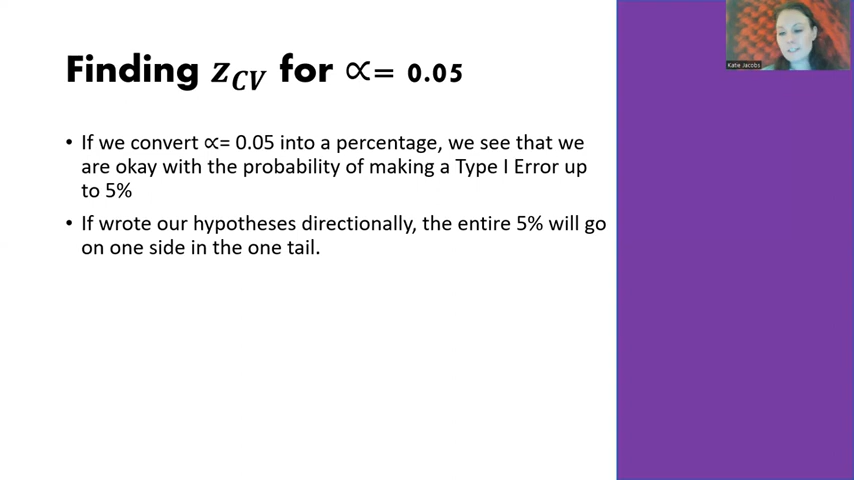 Finding z_CV for ∝= 0.05
• If we convert ∝= 0.05 into a percentage, we see that we
are okay with the probability of making a Type I Error up
to 5%
• If wrote our hypotheses directionally, the entire 5% will go
on one side in the one tail.
Katie Jacobs